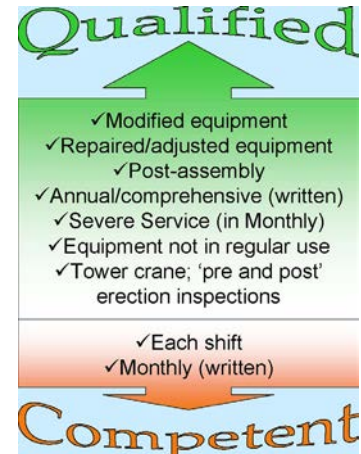 Qualified
✓Modified equipment
✓Repaired/adjusted equipment
✓Post-assembly
✓Annual/comprehensive (written)
✓Severe Service (in Monthly)
✓Equipment not in regular use
✓Tower crane; ‘pre and post’
erection inspections
✓Each shift
✓Monthly (written)
Competent